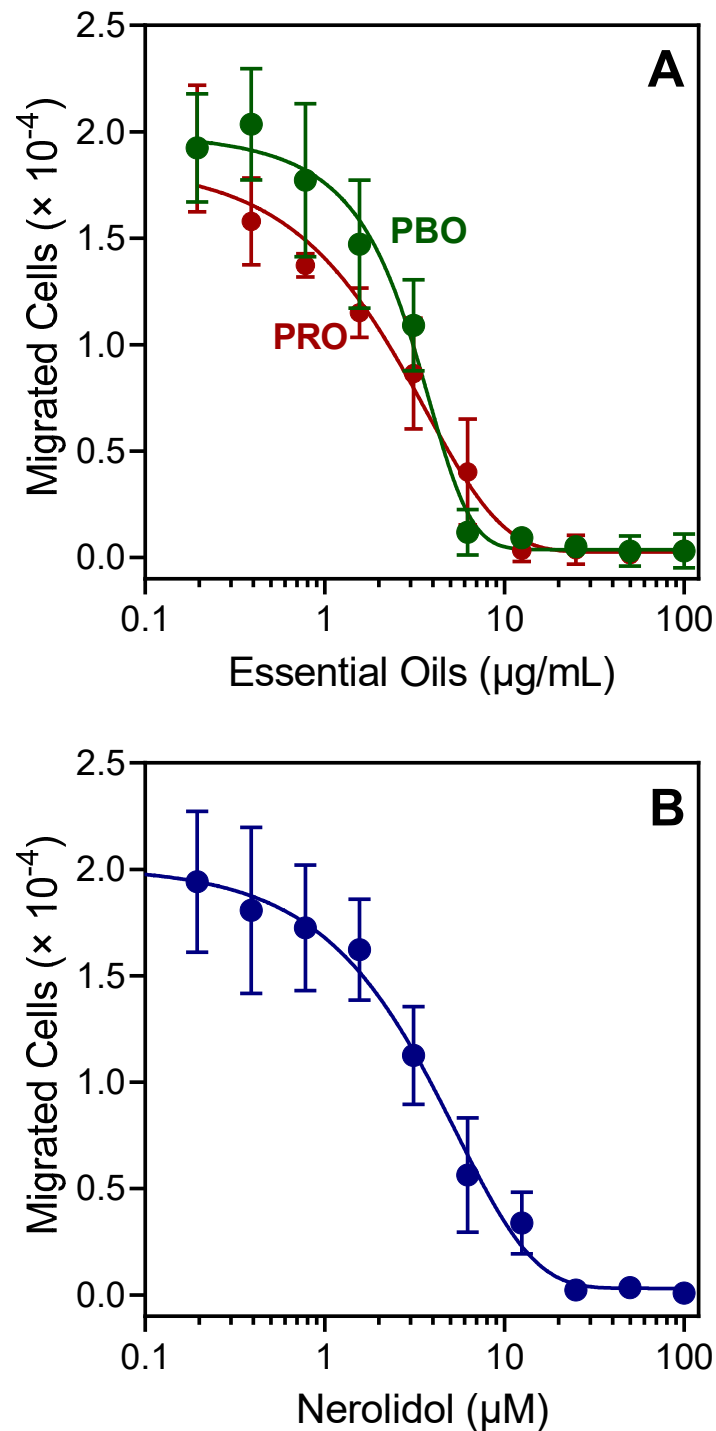 A
Migrated Cells (× 10⁻⁴)
2.5
2.0
1.5
1.0
0.5
0.0
PBO
PRO
0.1 1 10 100
Essential Oils (µg/mL)
B
Migrated Cells (× 10⁻⁴)
2.5
2.0
1.5
1.0
0.5
0.0
0.1 1 10 100
Nerolidol (µM)